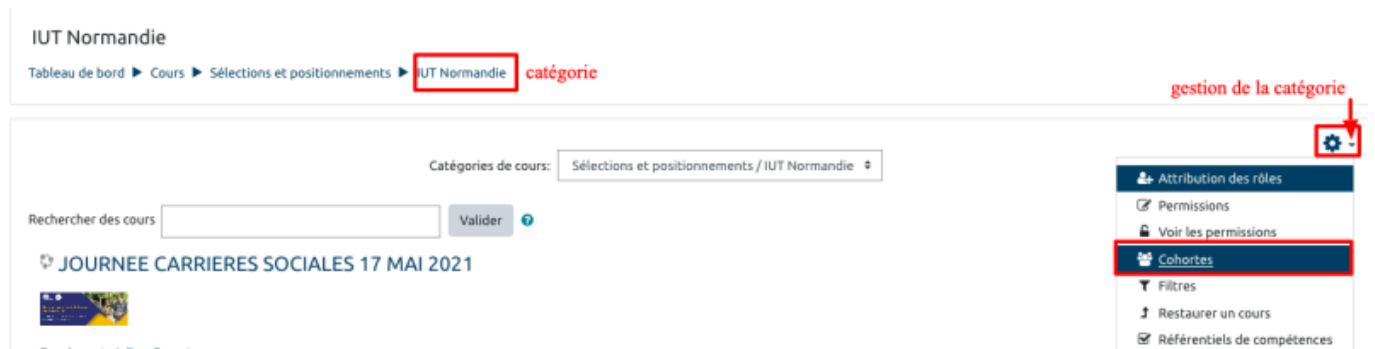 IUT Normandie
Tableau de bord ▶ Cours ▶ Sélections et positionnements ▶ IUT Normandie catégorie
gestion de la catégorie
Catégories de cours: Sélections et positionnements / IUT Normandie
Attribution des rôles
Permissions
Rechercher des cours Valider
Voir les permissions
JOURNEE CARRIERES SOCIALES 17 MAI 2021
Cohortes
Filtres
Restaurer un cours
Référentiels de compétences